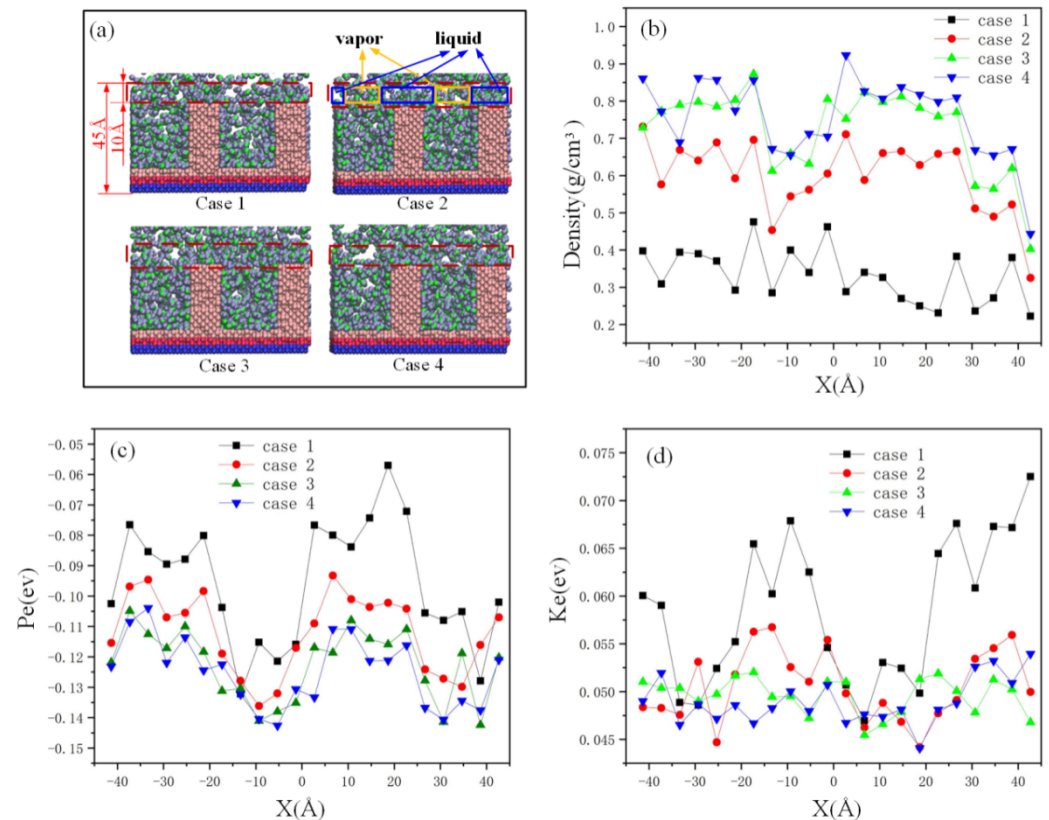 (a)
vapor
liquid
45Å
10Å
Case 1
Case 2
Case 3
Case 4
(b)
case 1
case 2
case 3
case 4
Density(g/cm³)
1.0
0.9
0.8
0.7
0.6
0.5
0.4
0.3
0.2
-40 -30 -20 -10 0 10 20 30 40
X(Å)
(c)
case 1
case 2
case 3
case 4
Pe(ev)
-0.05
-0.06
-0.07
-0.08
-0.09
-0.10
-0.11
-0.12
-0.13
-0.14
-0.15
-40 -30 -20 -10 0 10 20 30 40
X(Å)
(d)
case 1
case 2
case 3
case 4
Ke(ev)
0.075
0.070
0.065
0.060
0.055
0.050
0.045
-40 -30 -20 -10 0 10 20 30 40
X(Å)